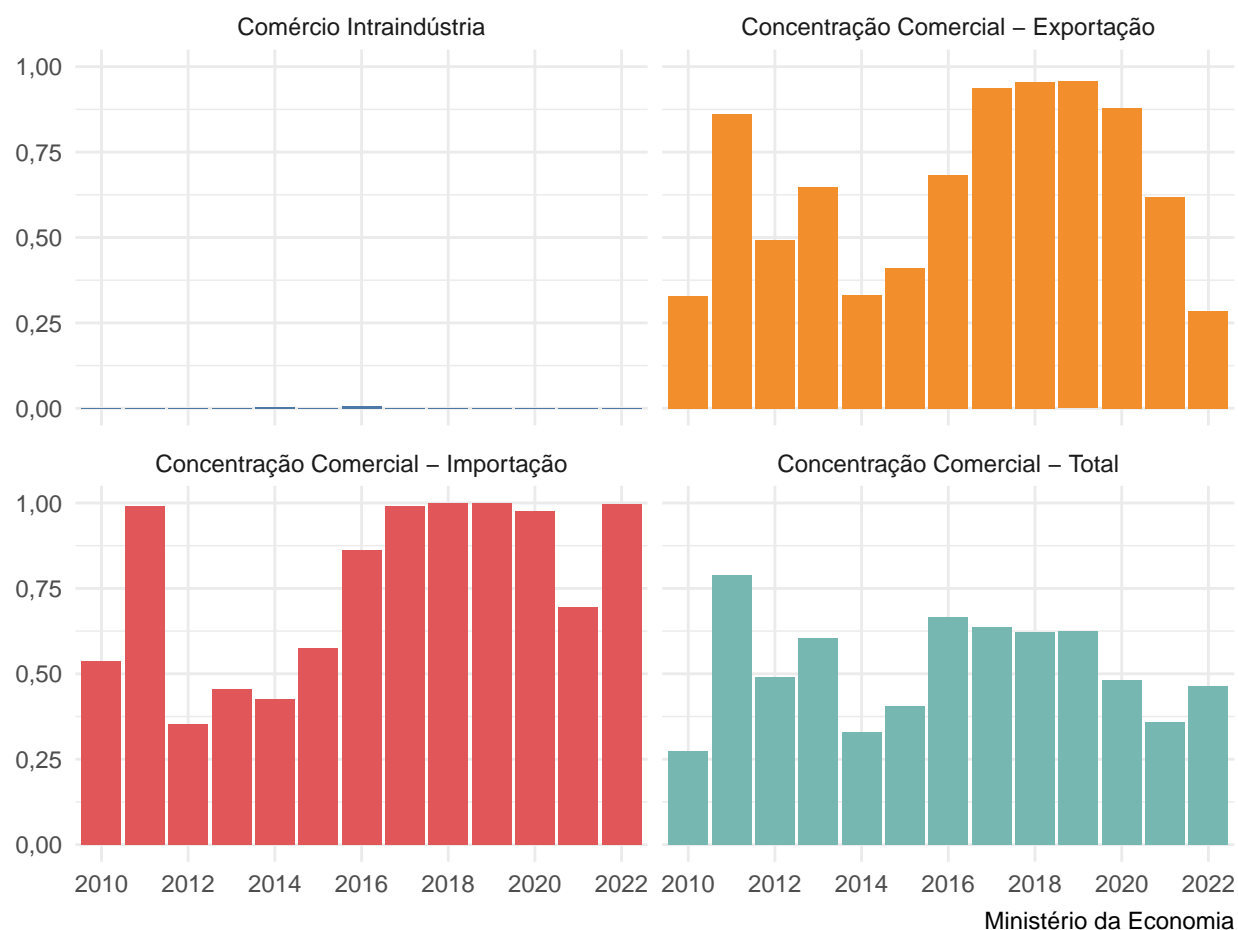 Comércio Intraindústria
Concentração Comercial – Exportação
1,00
0,75
0,50
0,25
0,00
Concentração Comercial – Importação
Concentração Comercial – Total
1,00
0,75
0,50
0,25
0,00
2010 2012 2014 2016 2018 2020 2022
2010 2012 2014 2016 2018 2020 2022
Ministério da Economia